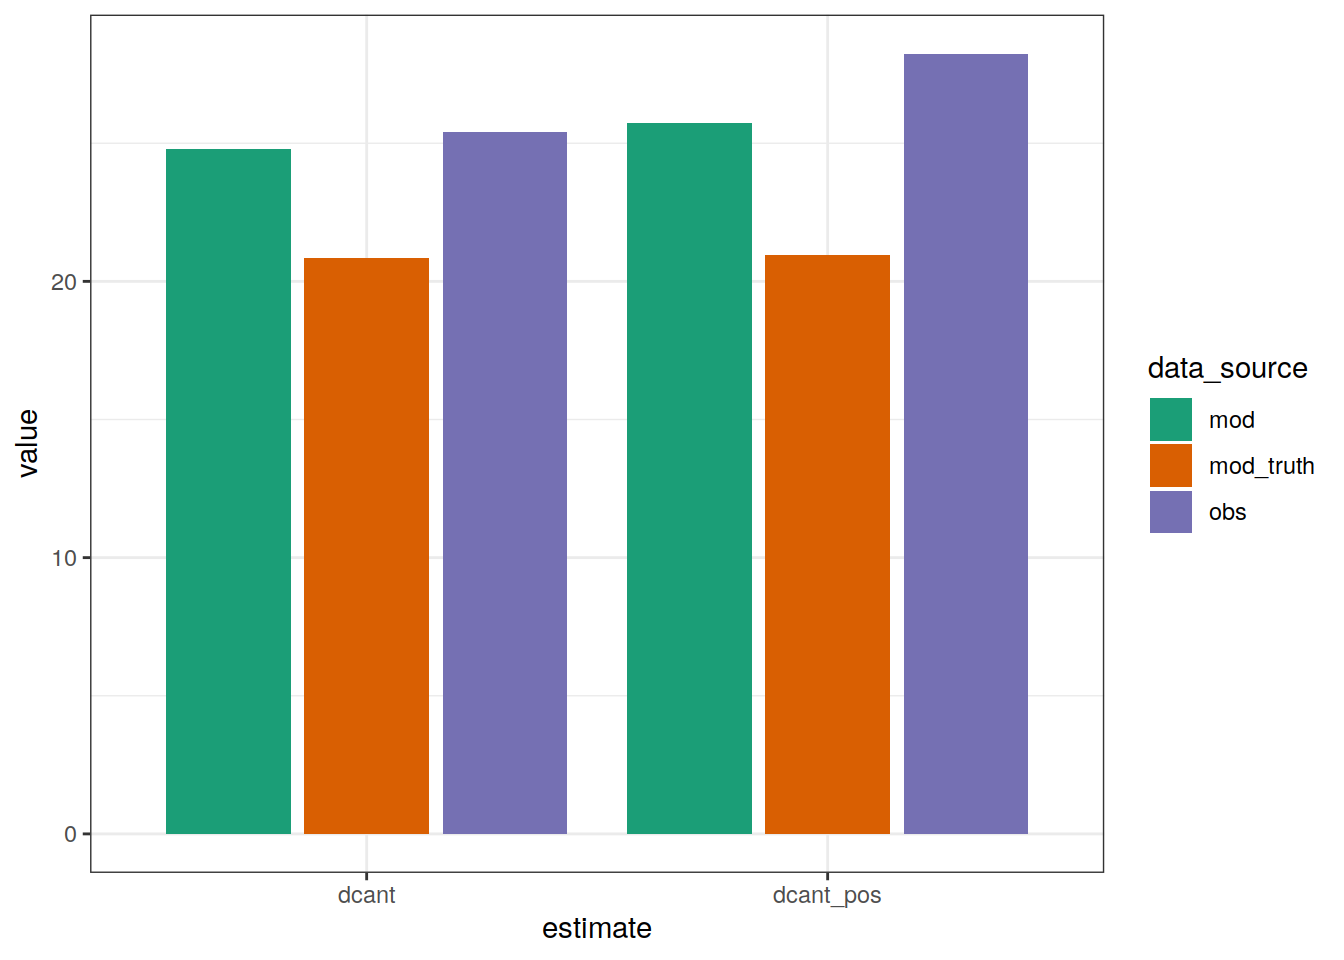 value
20
10
0
dcant
dcant_pos
estimate
data_source
mod
mod_truth
obs